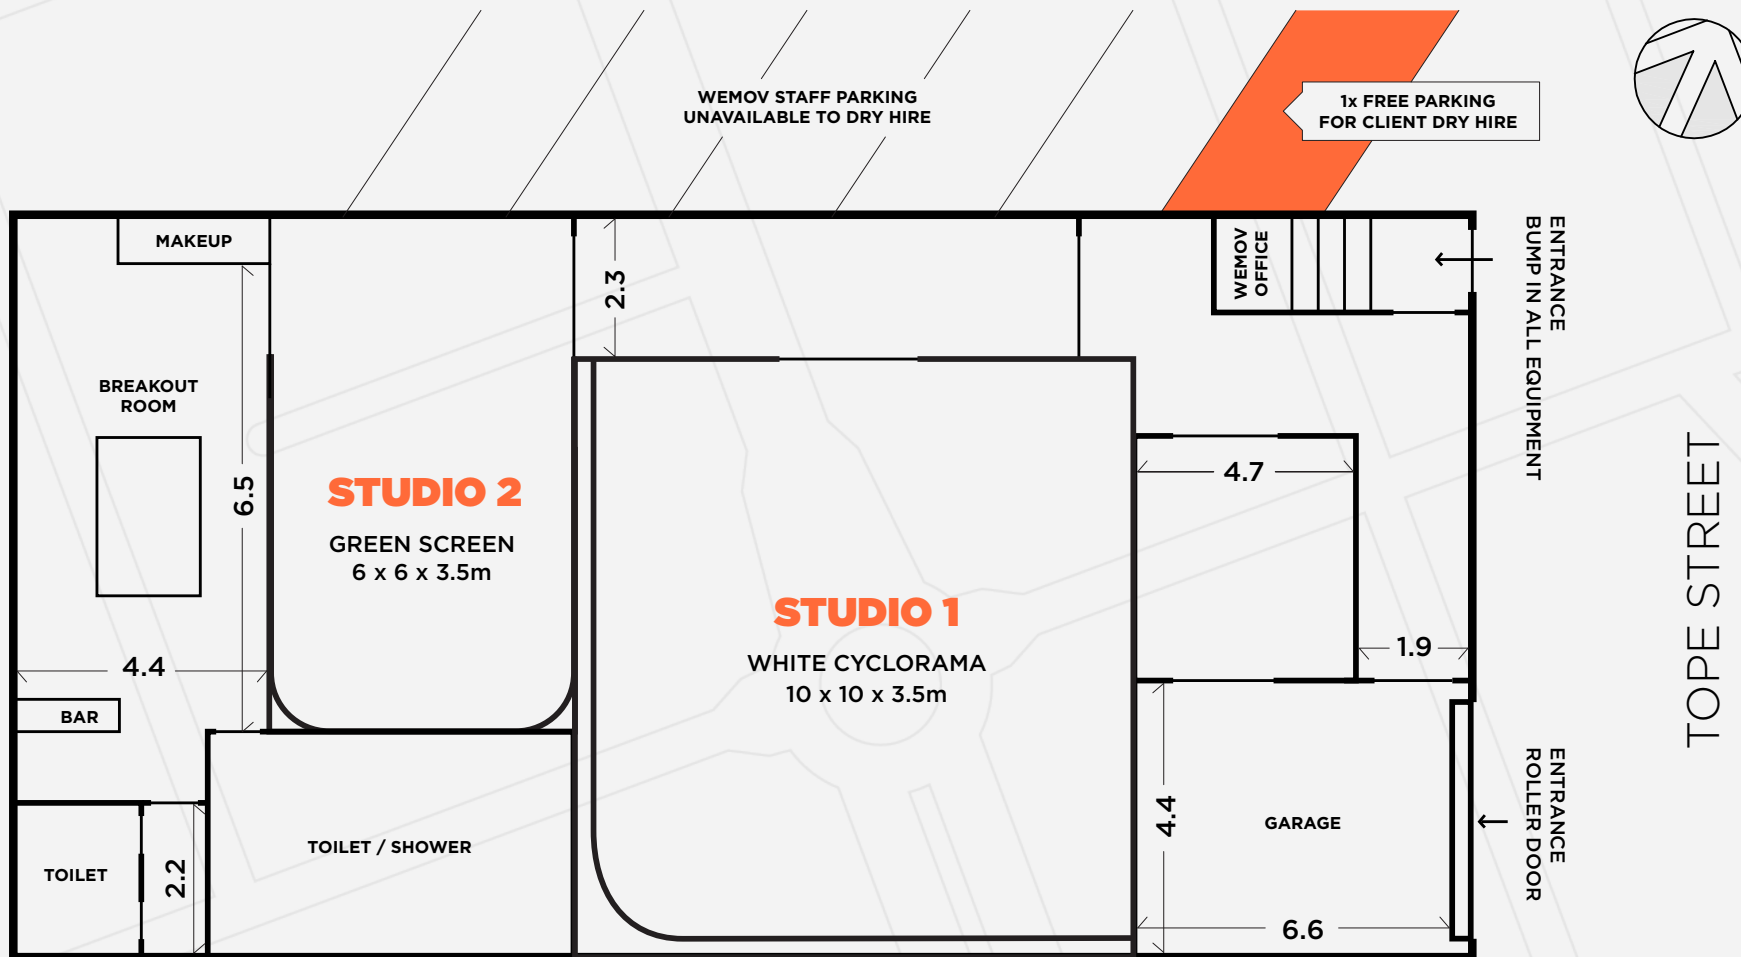 WEMOV STAFF PARKING
UNAVAILABLE TO DRY HIRE
1x FREE PARKING
FOR CLIENT DRY HIRE
MAKEUP
2.3
WEMOV
OFFICE
ENTRANCE
BUMP IN ALL EQUIPMENT
BREAKOUT
ROOM
6.5
STUDIO 2
GREEN SCREEN
6 x 6 x 3.5m
4.7
STUDIO 1
WHITE CYCLORAMA
10 x 10 x 3.5m
1.9
TOPE STREET
4.4
BAR
TOILET / SHOWER
TOILET
2.2
4.4
GARAGE
6.6
ENTRANCE
ROLLER DOOR